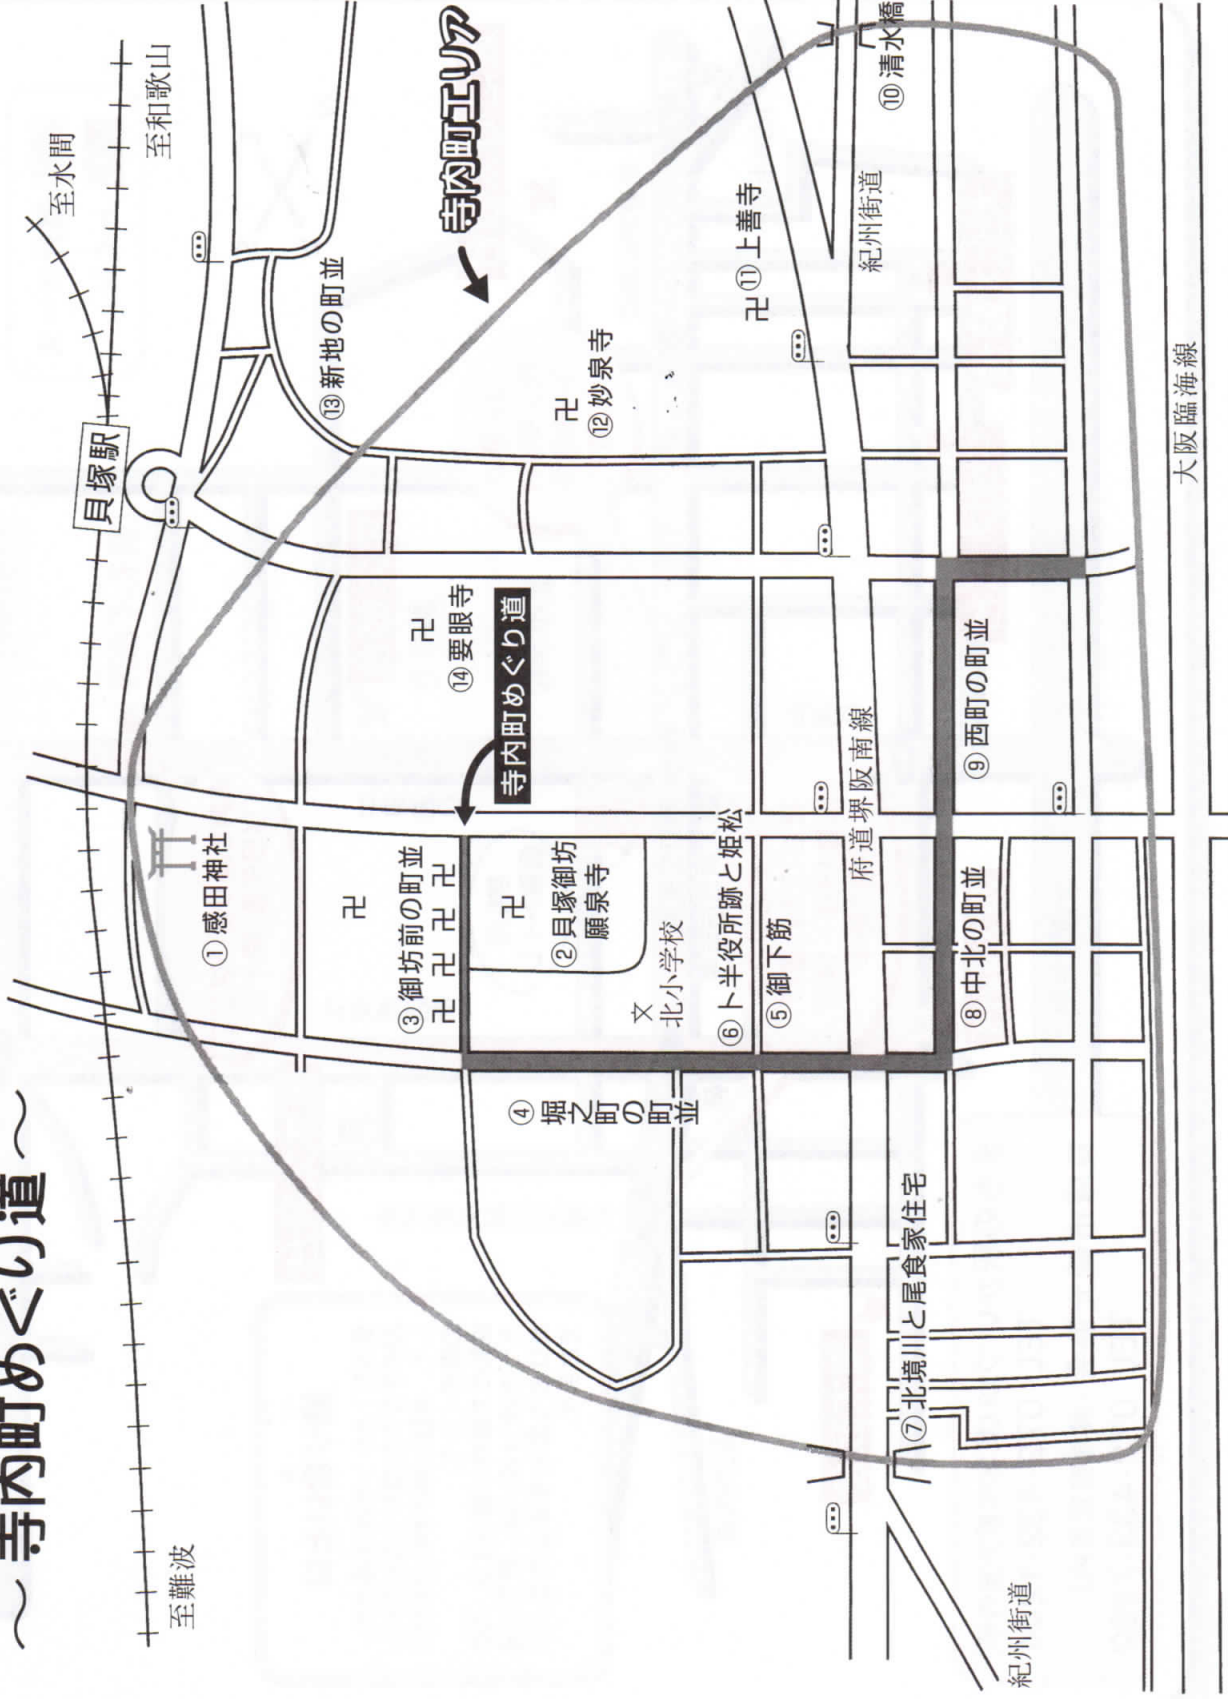 ～寺内町めぐり道～
至難波
至水間
至和歌山
貝塚駅
寺内町エリア
①感田神社
⑬新地の町並
③御坊前の町並
⑭要眼寺
寺内町めぐり道
④堀之町の町並
②貝塚御坊
願泉寺
⑫妙泉寺
文
北小学校
⑥ト半役所跡と姫松
⑪上善寺
⑤御下筋
府道堺阪南線
紀州街道
⑩清水橋
⑦北境川と尾食家住宅
⑧中北の町並
⑨西町の町並
紀州街道
大阪臨海線